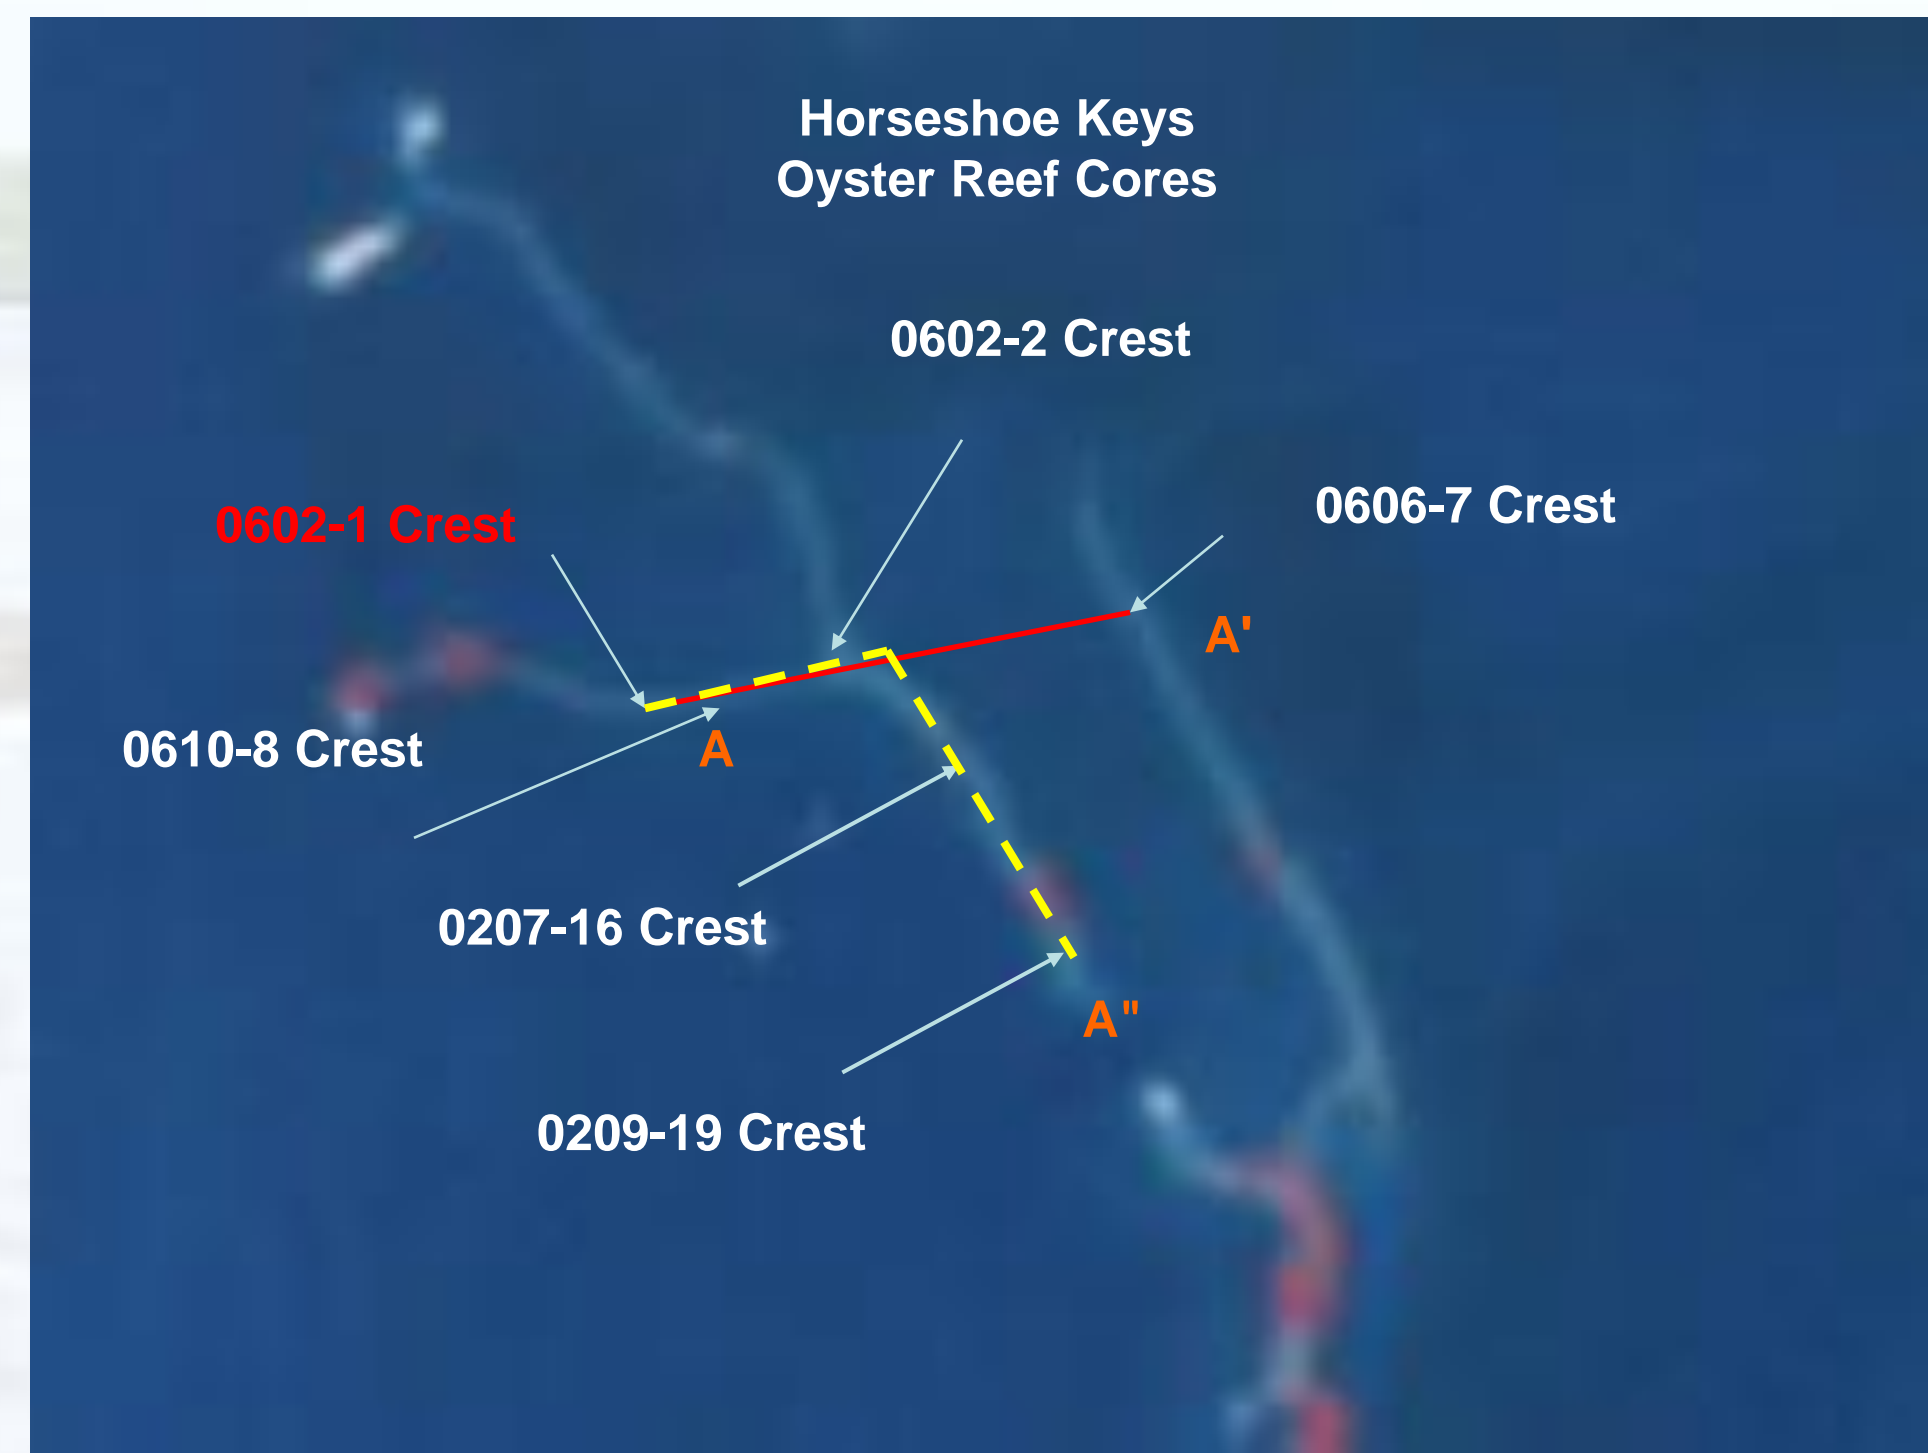 Horseshoe Keys
Oyster Reef Cores
0602-2 Crest
0606-7 Crest
0602-1 Crest
A'
0610-8 Crest
A
0207-16 Crest
A"
0209-19 Crest